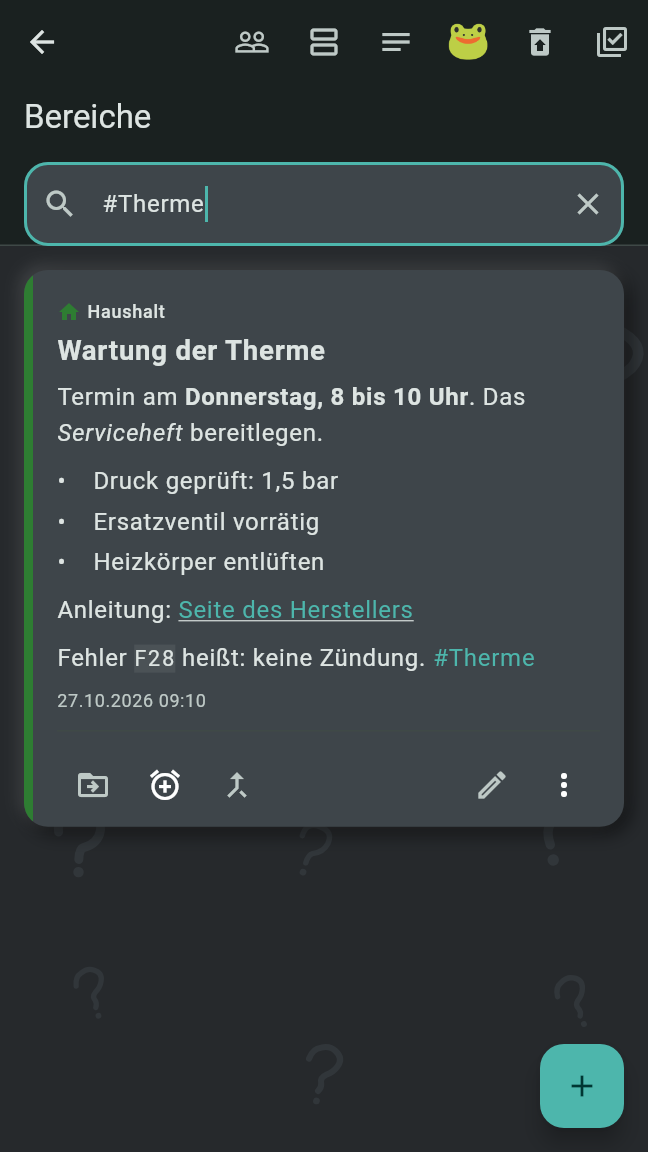 Bereiche
#Therme
Haushalt
Wartung der Therme
Termin am Donnerstag, 8 bis 10 Uhr. Das
Serviceheft bereitlegen.
• Druck geprüft: 1,5 bar
• Ersatzventil vorrätig
• Heizkörper entlüften
Anleitung: Seite des Herstellers
Fehler F28 heißt: keine Zündung. #Therme
27.10.2026 09:10